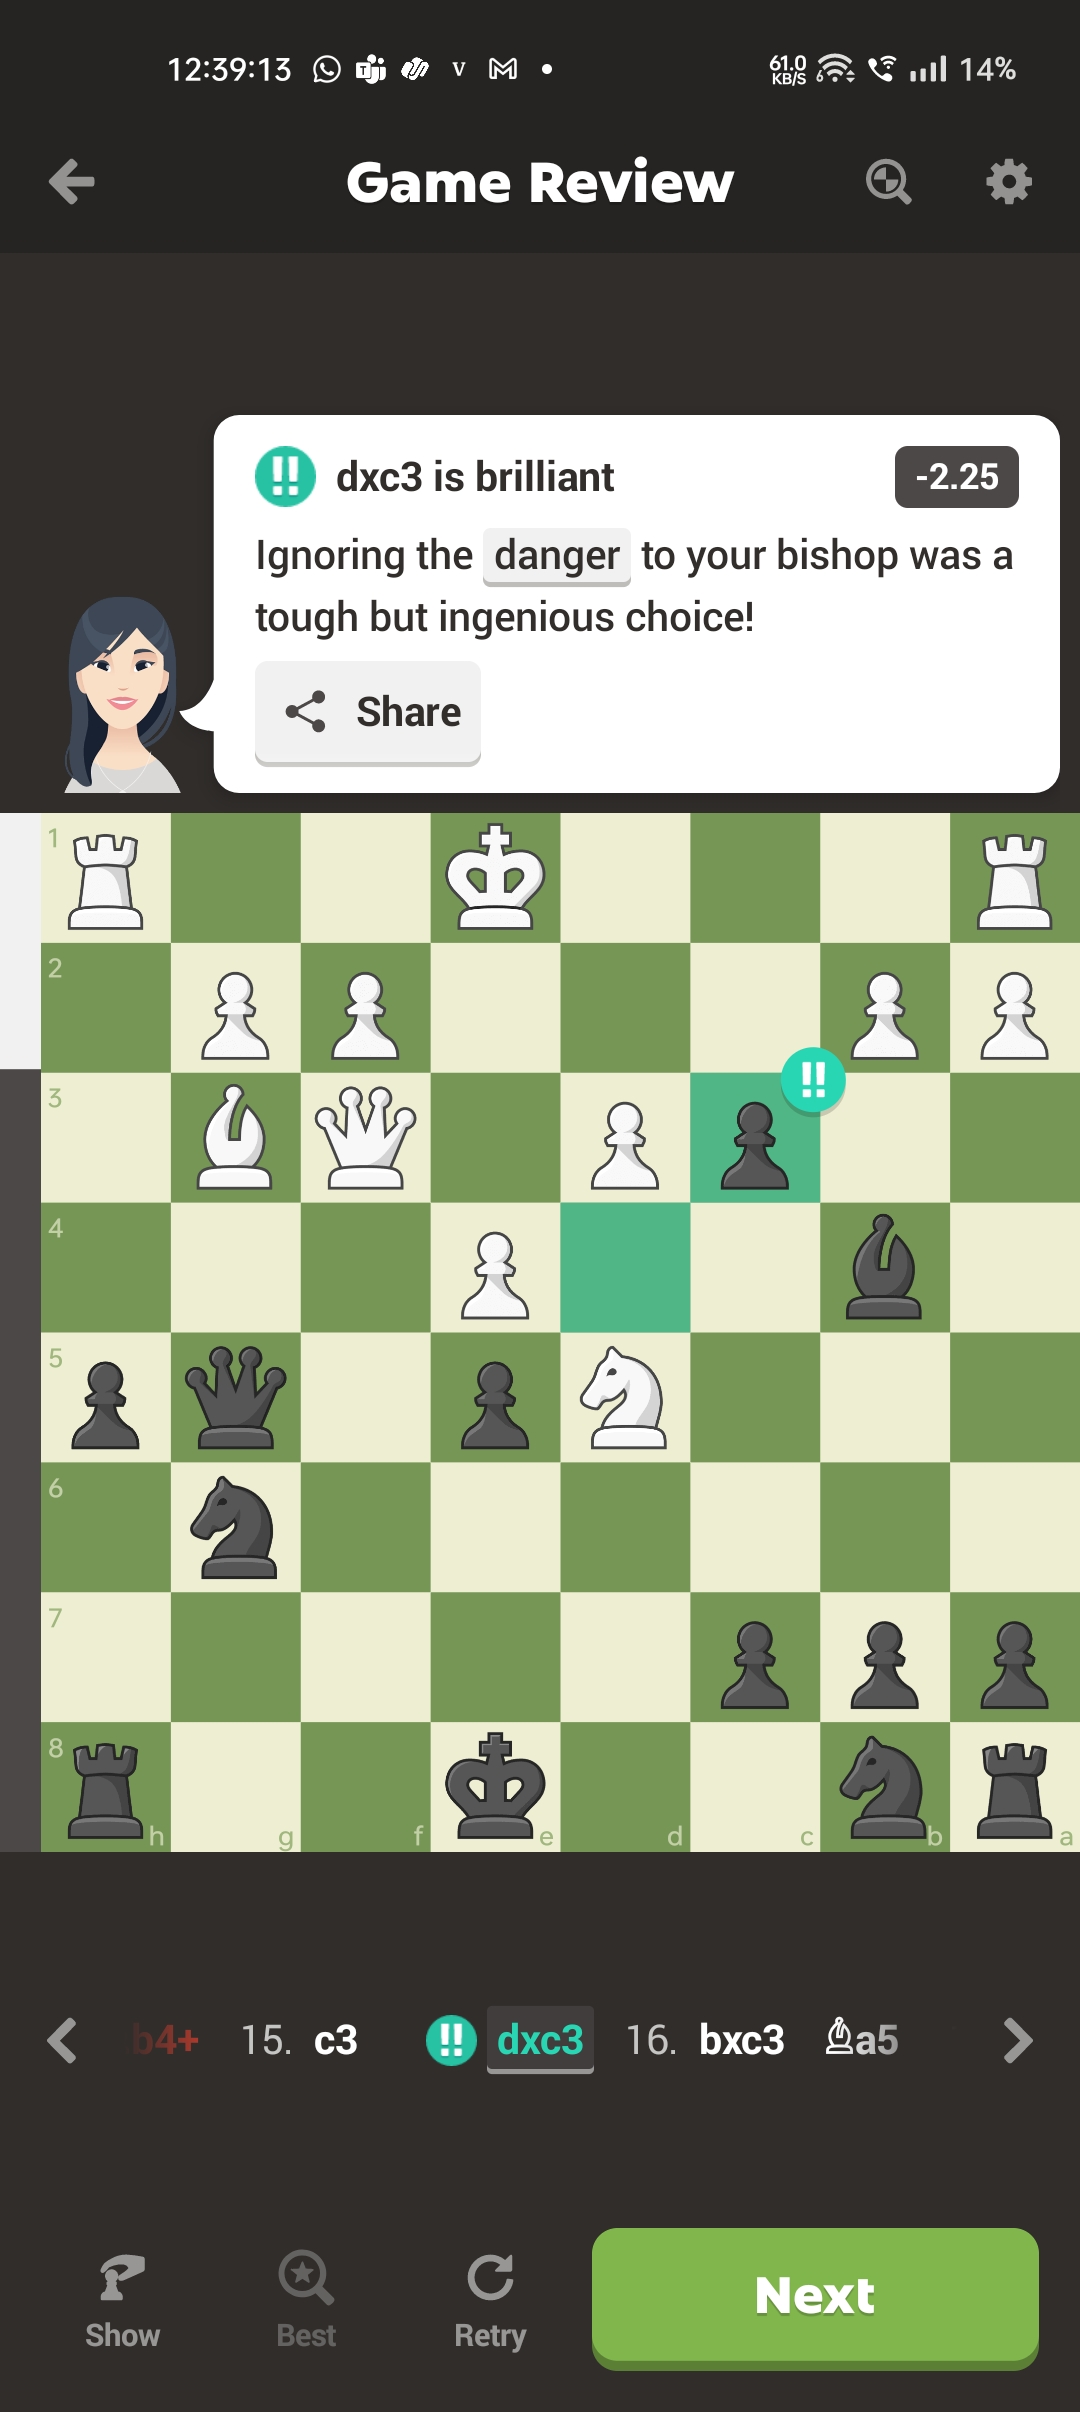 12:39:13 V 61.0 KB/S 6 14%
Game Review
!! dxc3 is brilliant -2.25
Ignoring the danger to your bishop was a
tough but ingenious choice!
Share
1
2
!!
3
4
5
6
7
8
h g f e d c b a
b4+ 15. c3 !! dxc3 16. bxc3 a5
Show Best Retry Next